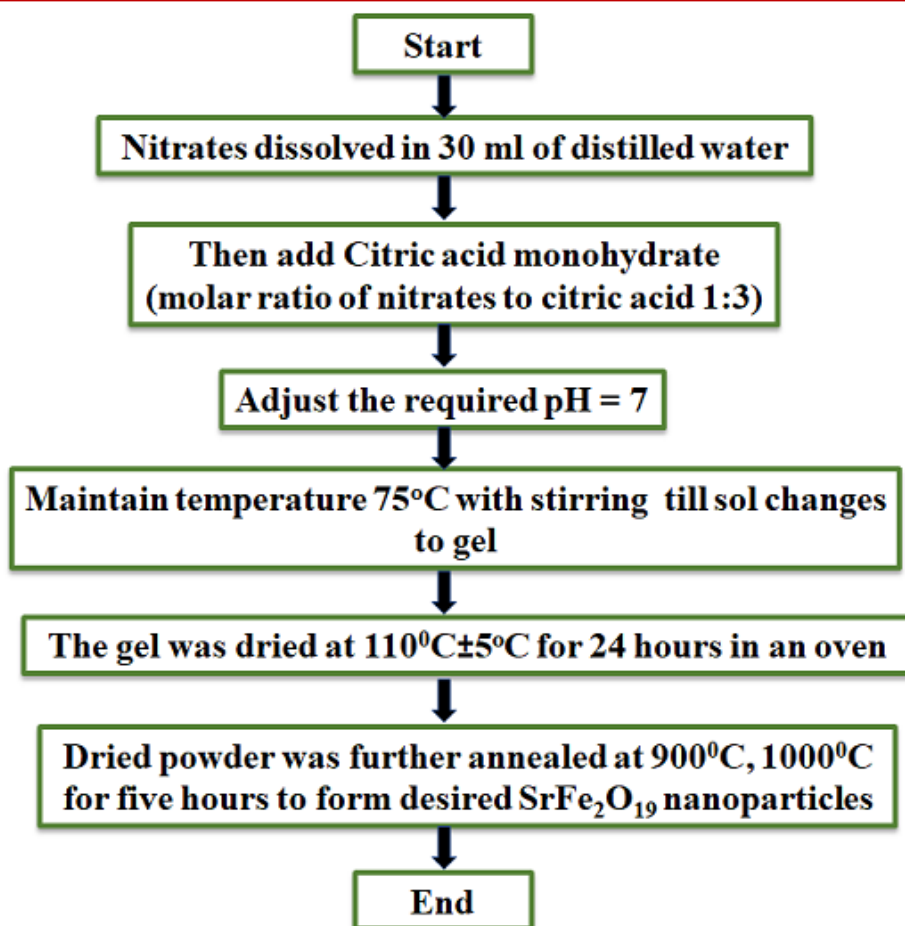 Start
Nitrates dissolved in 30 ml of distilled water
Then add Citric acid monohydrate
(molar ratio of nitrates to citric acid 1:3)
Adjust the required pH = 7
Maintain temperature 75°C with stirring till sol changes
to gel
The gel was dried at 110⁰C±5°C for 24 hours in an oven
Dried powder was further annealed at 900⁰C, 1000⁰C
for five hours to form desired SrFe₂O₁₉ nanoparticles
End